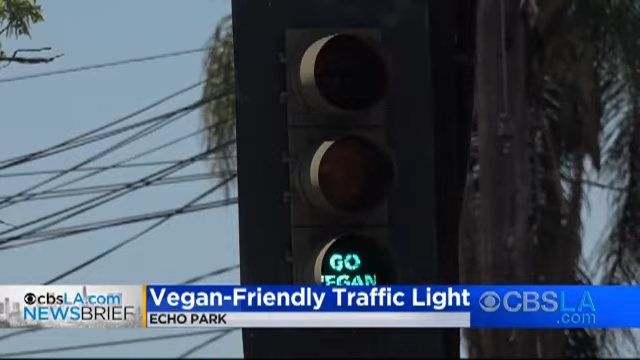 GO
VEGAN
cbsLA.com
NEWSBRIEF
Vegan-Friendly Traffic Light
ECHO PARK
CBSLA
.com